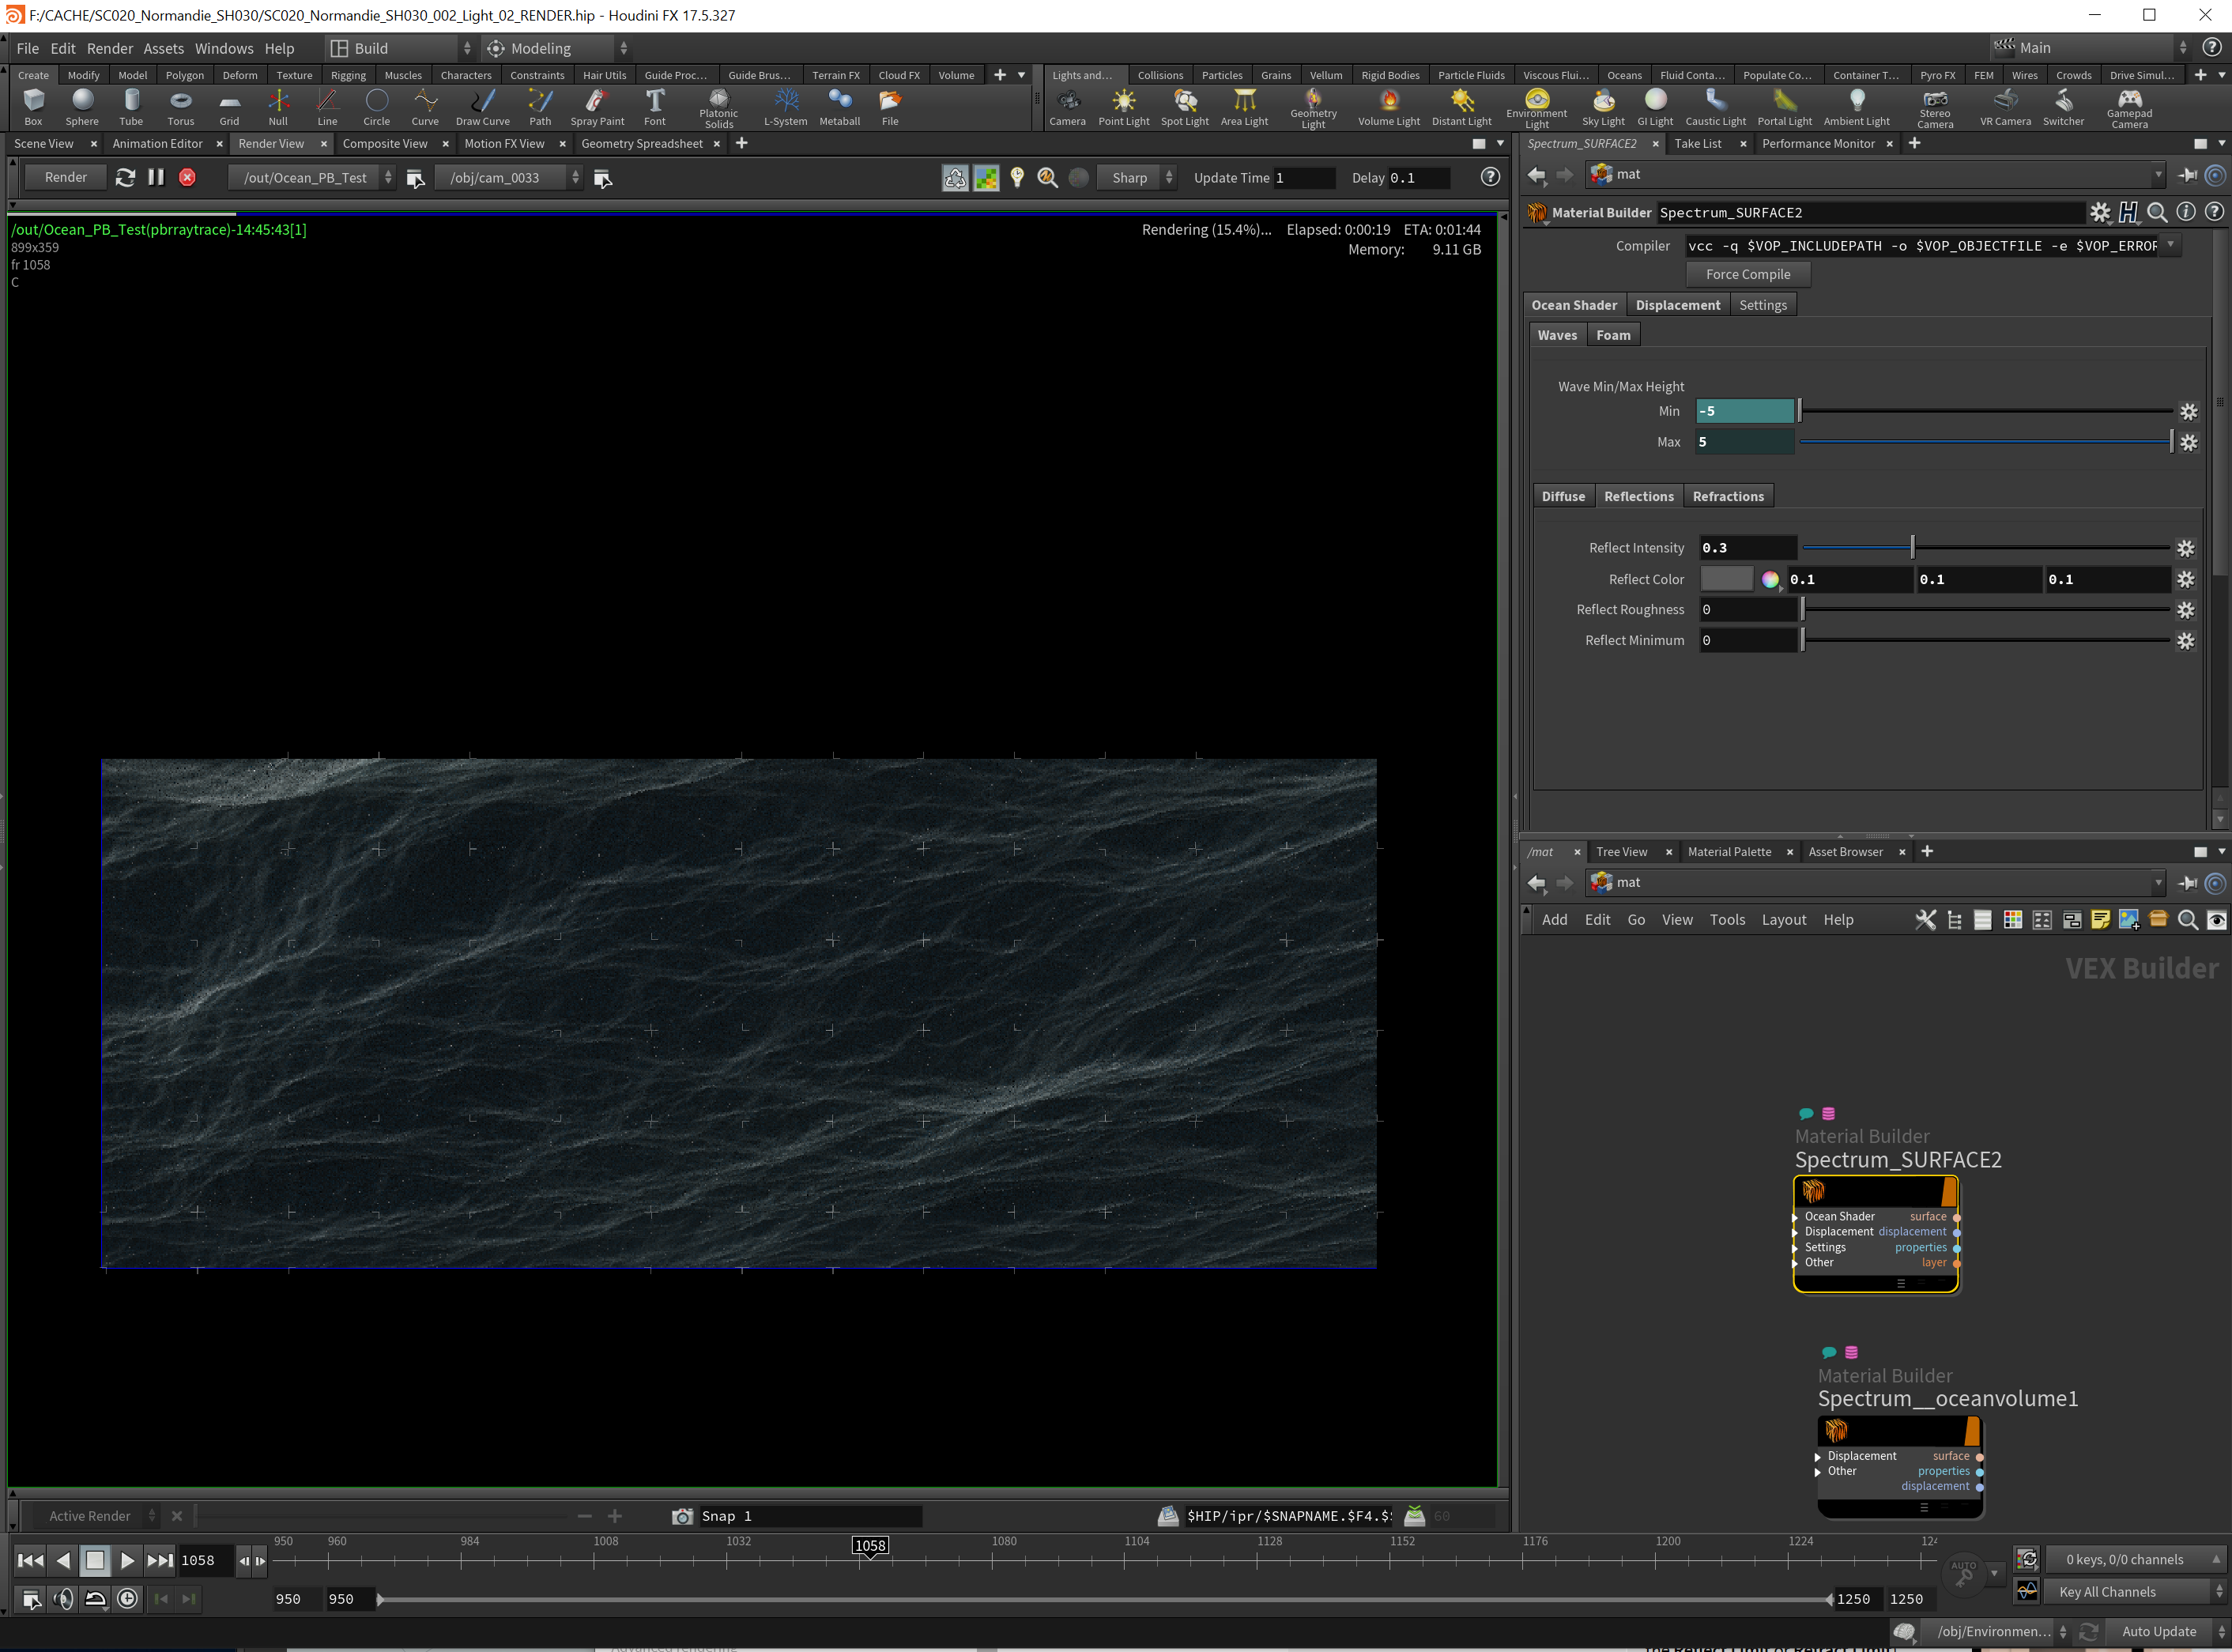 F:/CACHE/SC020_Normandie_SH030/SC020_Normandie_SH030_002_Light_02_RENDER.hip - Houdini FX 17.5.327
File Edit Render Assets Windows Help Build Modeling Main
Create Modify Model Polygon Deform Texture Rigging Muscles Characters Constraints Hair Utils Guide Proc... Guide Brus... Terrain FX Cloud FX Volume
Lights and... Collisions Particles Grains Vellum Rigid Bodies Particle Fluids Viscous Flui... Oceans Fluid Conta... Populate Co... Container T... Pyro FX FEM Wires Crowds Drive Simul...
Box Sphere Tube Torus Grid Null Line Circle Curve Draw Curve Path Spray Paint Font Platonic Solids L-System Metaball File
Camera Point Light Spot Light Area Light Geometry Light Volume Light Distant Light Environment Light Sky Light GI Light Caustic Light Portal Light Ambient Light Stereo Camera VR Camera Switcher Gamepad Camera
Scene View Animation Editor Render View Composite View Motion FX View Geometry Spreadsheet
Render /out/Ocean_PB_Test /obj/cam_0033 Sharp Update Time 1 Delay 0.1
/out/Ocean_PB_Test(pbrraytrace)-14:45:43[1]
899x359
fr 1058
C
Rendering (15.4%)... Elapsed: 0:00:19 ETA: 0:01:44
Memory: 9.11 GB
Active Render Snap 1 $HIP/ipr/$SNAPNAME.$F4.$ 60
Spectrum_SURFACE2 Take List Performance Monitor
mat
Material Builder Spectrum_SURFACE2
Compiler vcc -q $VOP_INCLUDEPATH -o $VOP_OBJECTFILE -e $VOP_ERROR
Force Compile
Ocean Shader Displacement Settings
Waves Foam
Wave Min/Max Height
Min -5
Max 5
Diffuse Reflections Refractions
Reflect Intensity 0.3
Reflect Color 0.1 0.1 0.1
Reflect Roughness 0
Reflect Minimum 0
/mat Tree View Material Palette Asset Browser
mat
Add Edit Go View Tools Layout Help
VEX Builder
Material Builder
Spectrum_SURFACE2
Ocean Shader surface
Displacement displacement
Settings properties
Other layer
Material Builder
Spectrum__oceanvolume1
Displacement surface
Other properties
displacement
1058 950 960 984 1008 1032 1058 1080 1104 1128 1152 1176 1200 1224
AUTO 0 keys, 0/0 channels
950 950 1250 1250 Key All Channels
/obj/Environmen... Auto Update